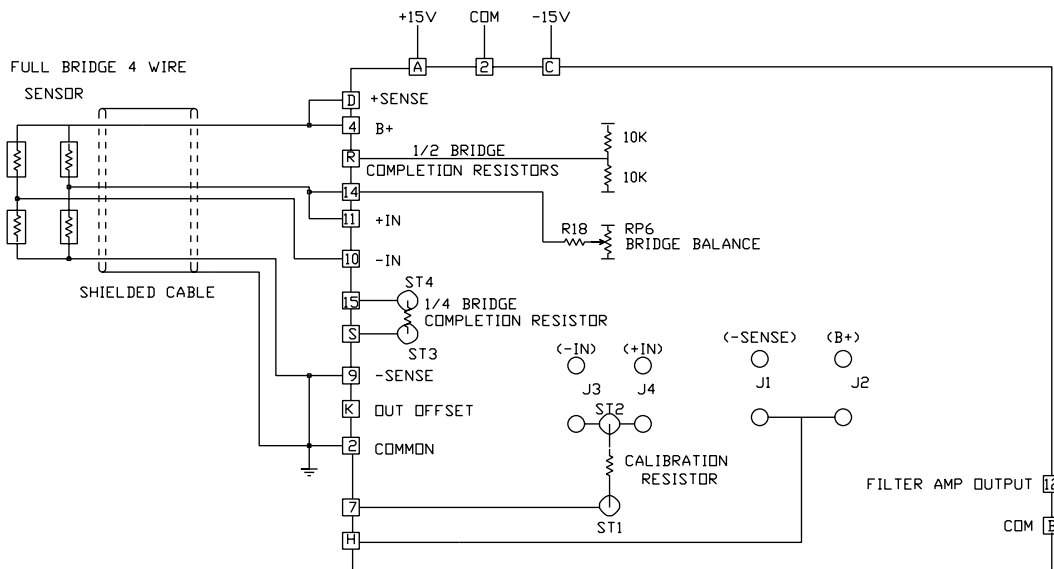 +15V COM -15V
A 2 C
FULL BRIDGE 4 WIRE
SENSOR
D +SENSE
4 B+
R 1/2 BRIDGE
COMPLETION RESISTORS
10K
10K
14
11 +IN
R18 RP6
BRIDGE BALANCE
10 -IN
SHIELDED CABLE
ST4
15 1/4 BRIDGE
COMPLETION RESISTOR
S
ST3
(-IN) (+IN)
(-SENSE) (B+)
J3 J4
J1 J2
9 -SENSE
K OUT OFFSET
ST2
2 COMMON
CALIBRATION
RESISTOR
7
ST1
H
FILTER AMP OUTPUT 12
COM B